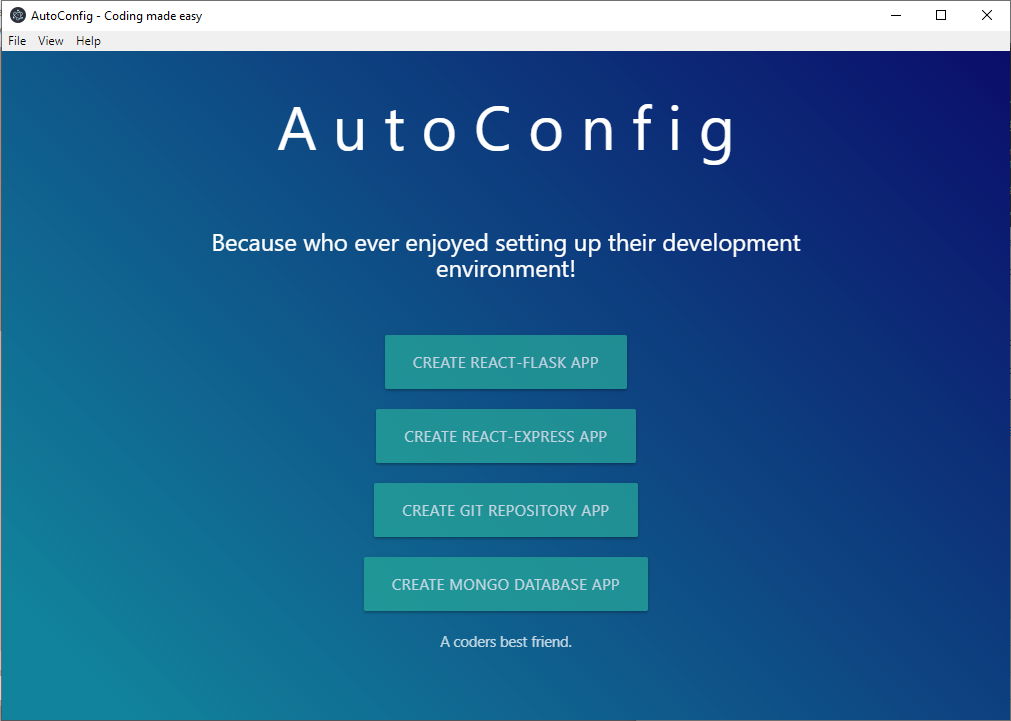 AutoConfig - Coding made easy
File View Help
AutoConfig
Because who ever enjoyed setting up their development
environment!
CREATE REACT-FLASK APP
CREATE REACT-EXPRESS APP
CREATE GIT REPOSITORY APP
CREATE MONGO DATABASE APP
A coders best friend.